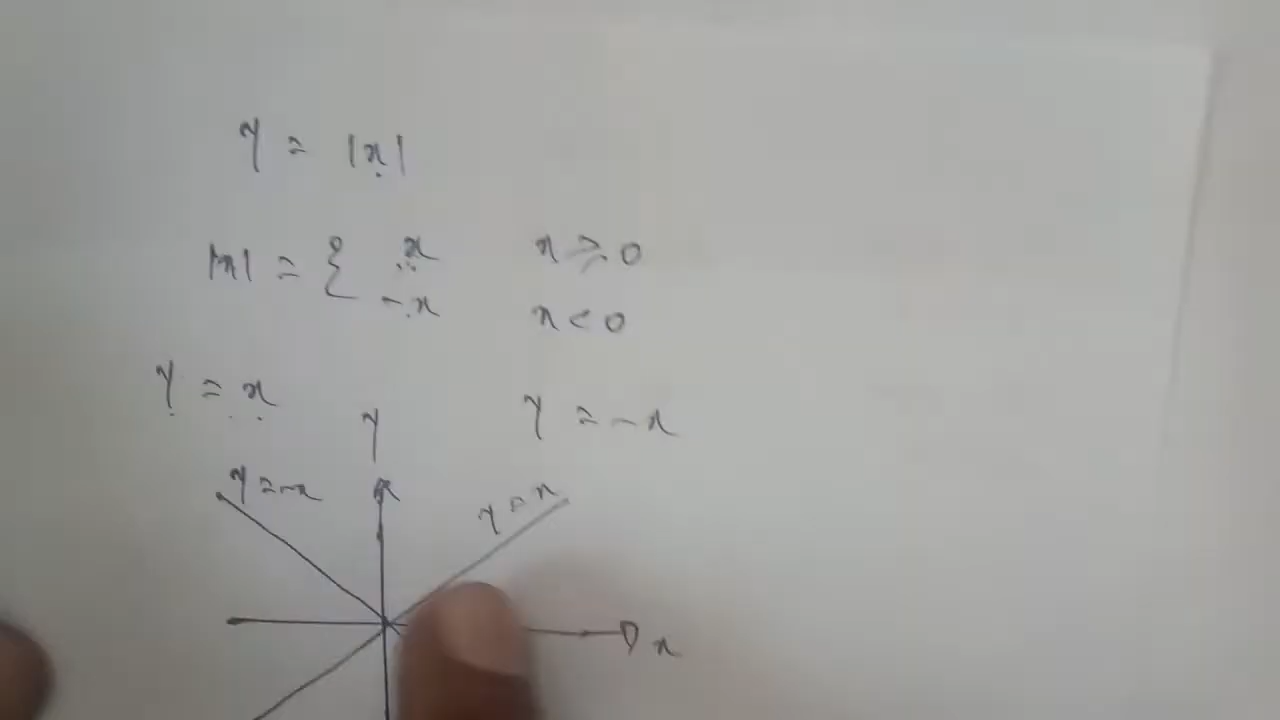 y = |x|
|x| = { x x ≥ 0
-x x < 0
y = x y = -x
y
y = -x y = x
x